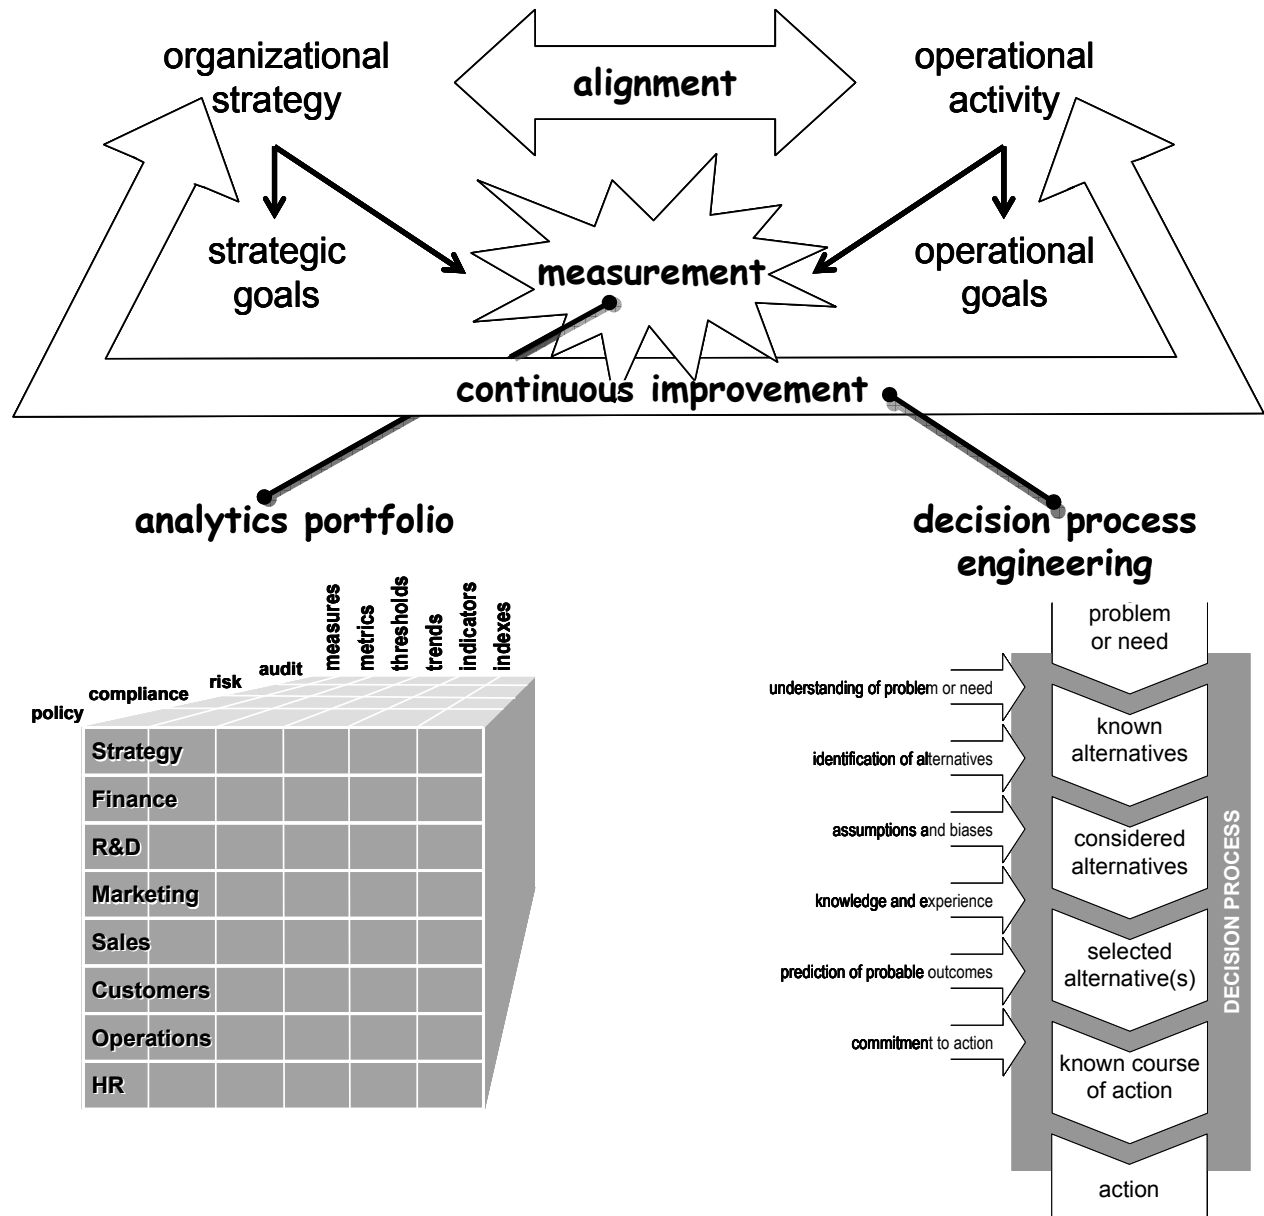 organizational
strategy
alignment
operational
activity
strategic
goals
measurement
operational
goals
continuous improvement
analytics portfolio
decision process
engineering
measures
metrics
thresholds
trends
indicators
indexes
audit
risk
compliance
policy
Strategy
Finance
R&D
Marketing
Sales
Customers
Operations
HR
problem
or need
understanding of problem or need
known
alternatives
identification of alternatives
assumptions and biases
considered
alternatives
knowledge and experience
selected
alternative(s)
prediction of probable outcomes
commitment to action
known course
of action
action
DECISION PROCESS